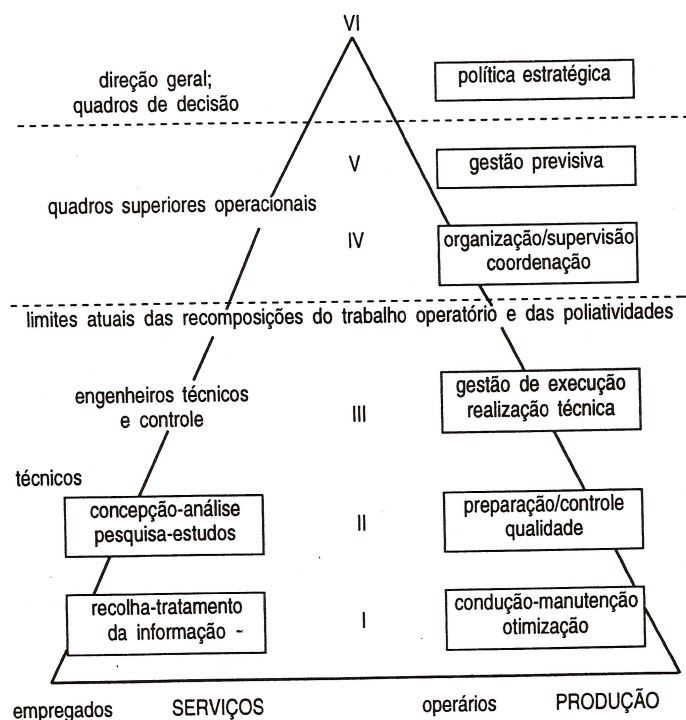 VI
direção geral;
quadros de decisão
política estratégica
V
gestão previsiva
quadros superiores operacionais
IV
organização/supervisão
coordenação
limites atuais das recomposições do trabalho operatório e das poliatividades
engenheiros técnicos
e controle
III
gestão de execução
realização técnica
técnicos
concepção-análise
pesquisa-estudos
II
preparação/controle
qualidade
recolha-tratamento
da informação -
I
condução-manutenção
otimização
empregados SERVIÇOS operários PRODUÇÃO